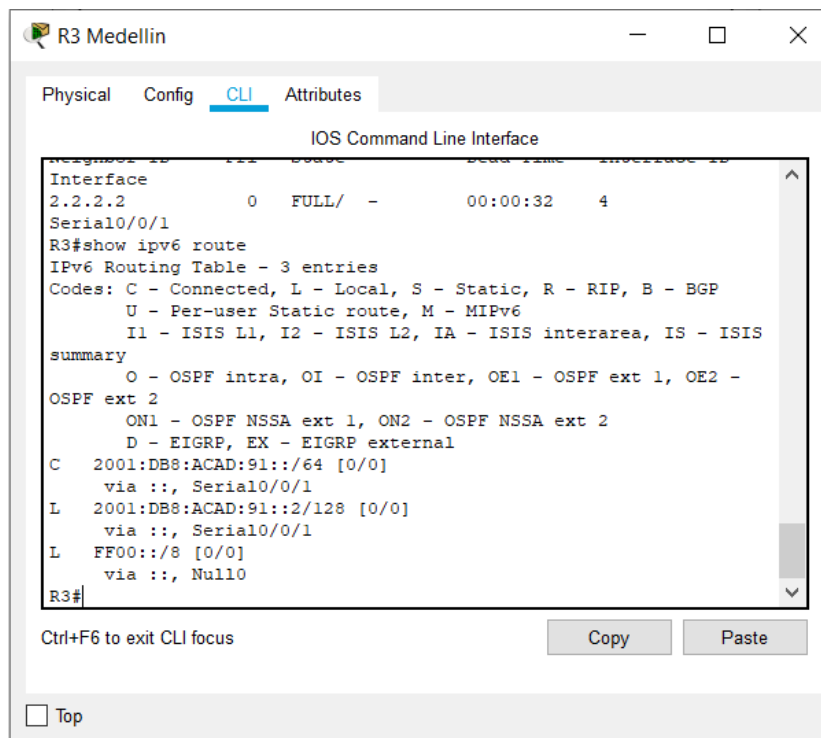 R3 Medellin
Physical Config CLI Attributes
IOS Command Line Interface
Interface
2.2.2.2 0 FULL/ - 00:00:32 4
Serial0/0/1
R3#show ipv6 route
IPv6 Routing Table - 3 entries
Codes: C - Connected, L - Local, S - Static, R - RIP, B - BGP
U - Per-user Static route, M - MIPv6
I1 - ISIS L1, I2 - ISIS L2, IA - ISIS interarea, IS - ISIS
summary
O - OSPF intra, OI - OSPF inter, OE1 - OSPF ext 1, OE2 -
OSPF ext 2
ON1 - OSPF NSSA ext 1, ON2 - OSPF NSSA ext 2
D - EIGRP, EX - EIGRP external
C 2001:DB8:ACAD:91::/64 [0/0]
via ::, Serial0/0/1
L 2001:DB8:ACAD:91::2/128 [0/0]
via ::, Serial0/0/1
L FF00::/8 [0/0]
via ::, Null0
R3#
Ctrl+F6 to exit CLI focus
Copy
Paste
Top